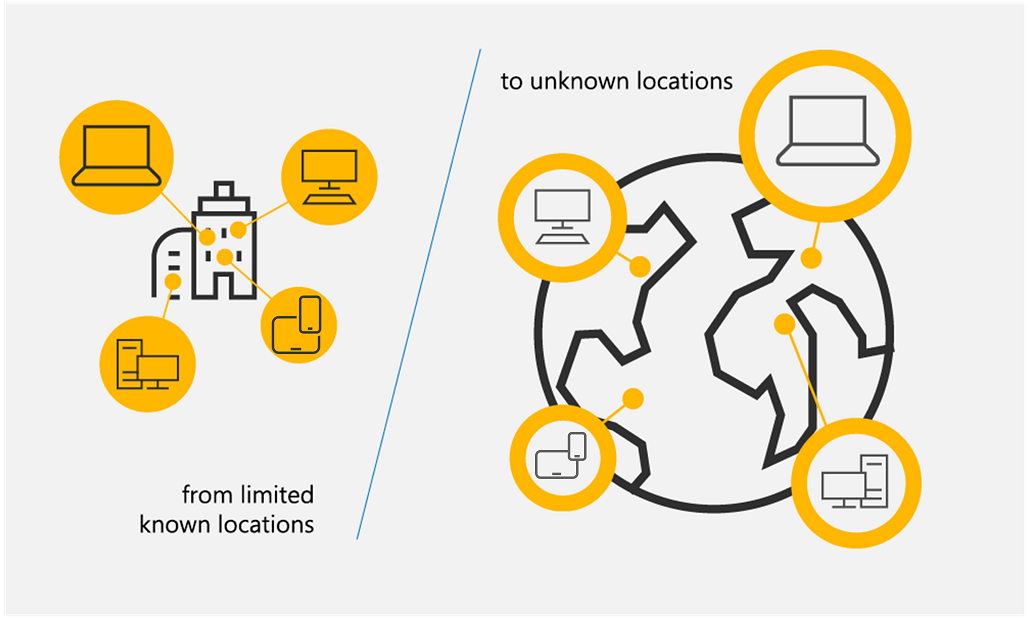 to unknown locations
from limited
known locations